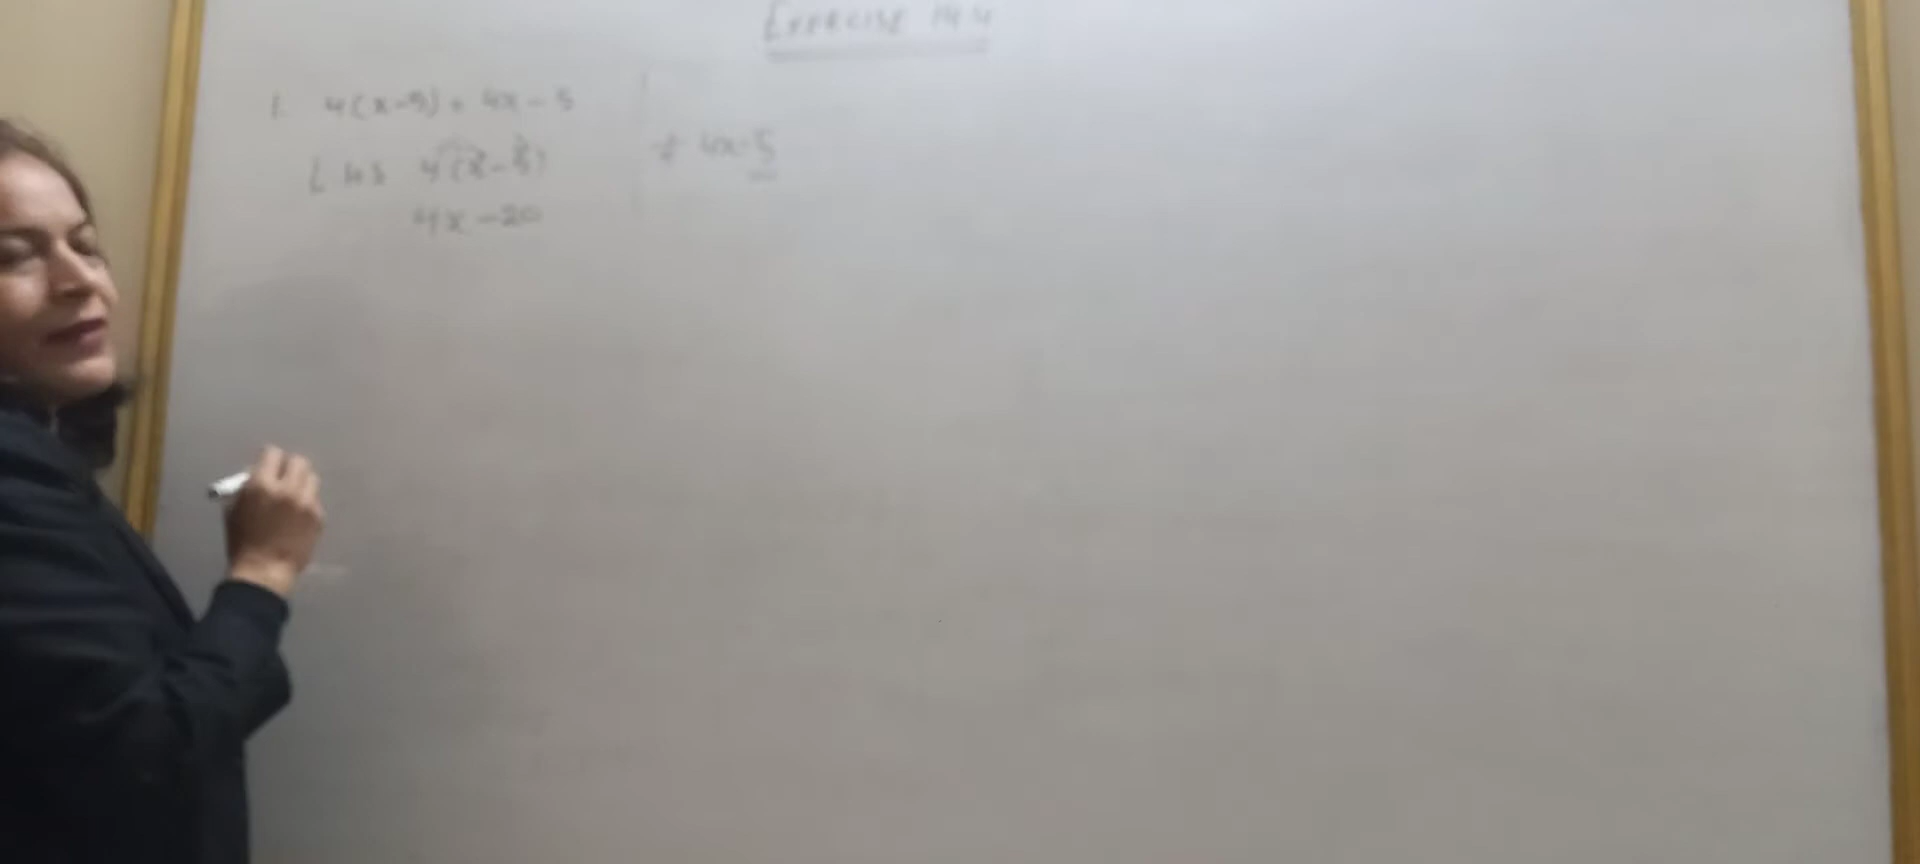 Exercise 14.4
1. 4(x-5) = 4x - 5
LHS 4(x-5)
≠ 4x-5
4x - 20